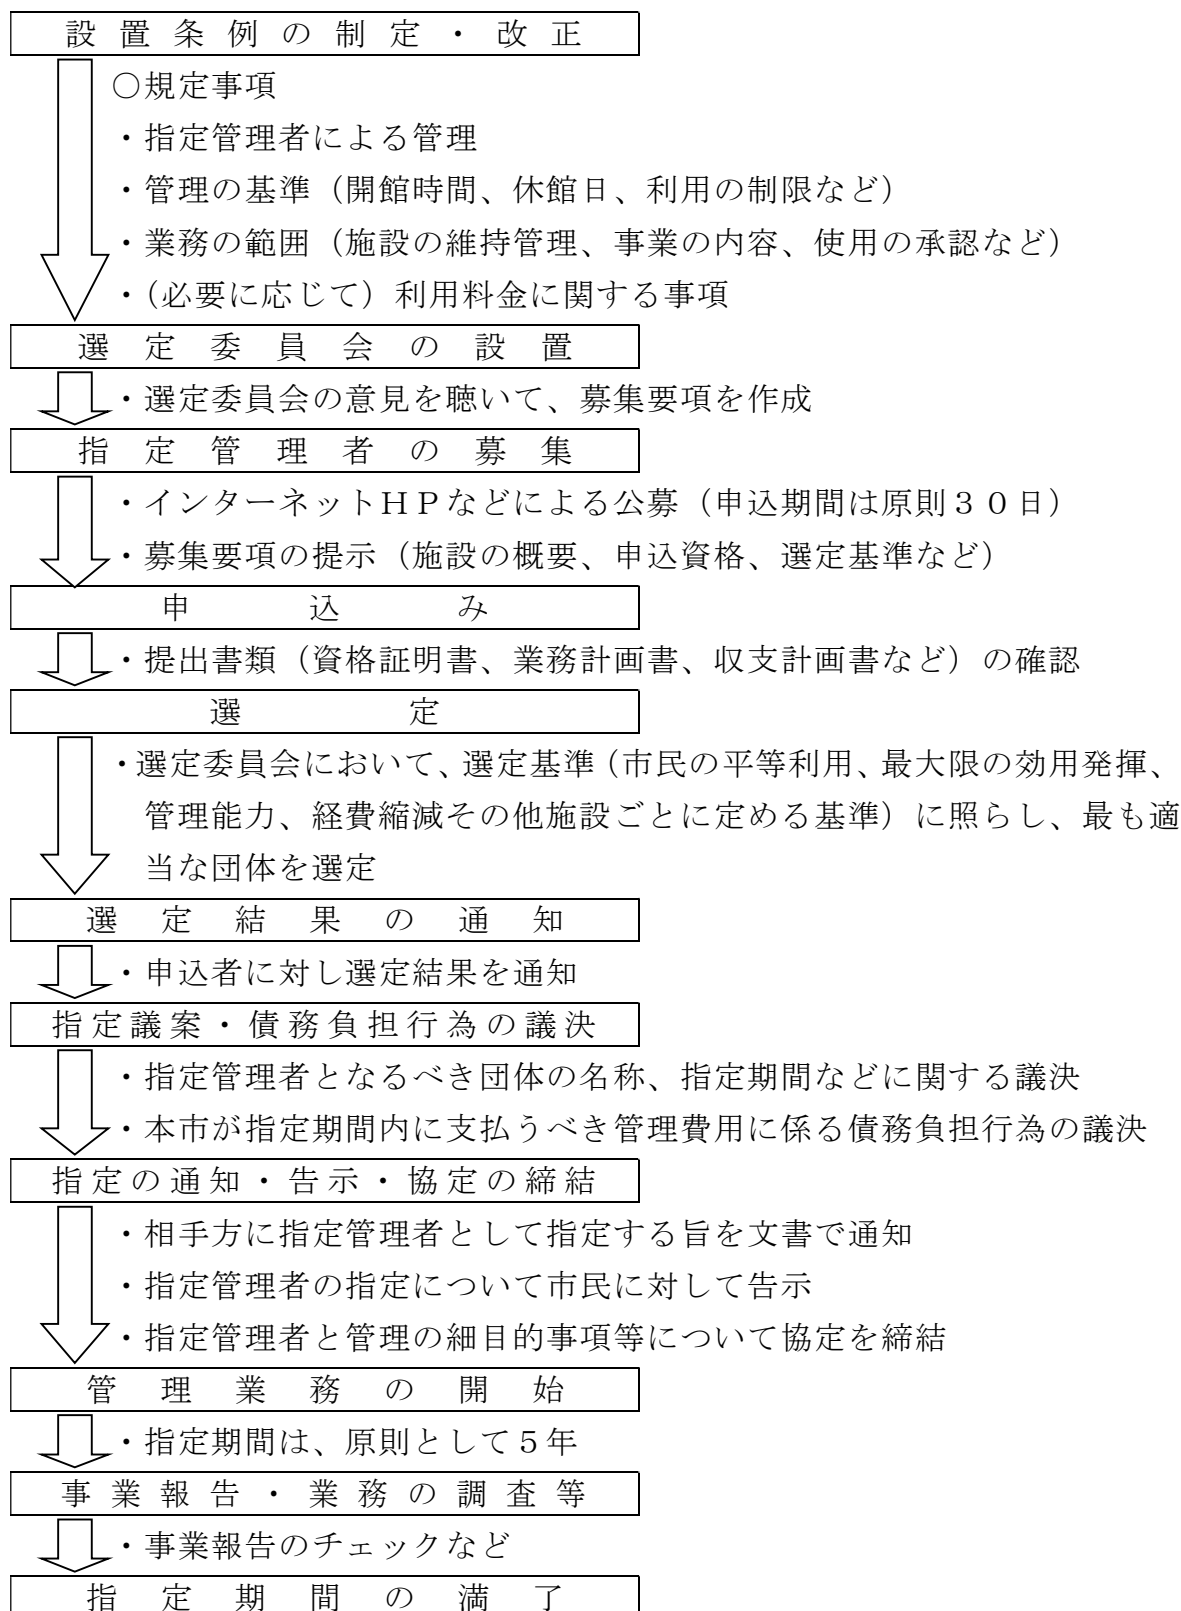 設置条例の制定・改正
○規定事項
・指定管理者による管理
・管理の基準（開館時間、休館日、利用の制限など）
・業務の範囲（施設の維持管理、事業の内容、使用の承認など）
・（必要に応じて）利用料金に関する事項
選定委員会の設置
・選定委員会の意見を聴いて、募集要項を作成
指定管理者の募集
・インターネットＨＰなどによる公募（申込期間は原則３０日）
・募集要項の提示（施設の概要、申込資格、選定基準など）
申込み
・提出書類（資格証明書、業務計画書、収支計画書など）の確認
選定
・選定委員会において、選定基準（市民の平等利用、最大限の効用発揮、
管理能力、経費縮減その他施設ごとに定める基準）に照らし、最も適
当な団体を選定
選定結果の通知
・申込者に対し選定結果を通知
指定議案・債務負担行為の議決
・指定管理者となるべき団体の名称、指定期間などに関する議決
・本市が指定期間内に支払うべき管理費用に係る債務負担行為の議決
指定の通知・告示・協定の締結
・相手方に指定管理者として指定する旨を文書で通知
・指定管理者の指定について市民に対して告示
・指定管理者と管理の細目的事項等について協定を締結
管理業務の開始
・指定期間は、原則として５年
事業報告・業務の調査等
・事業報告のチェックなど
指定期間の満了